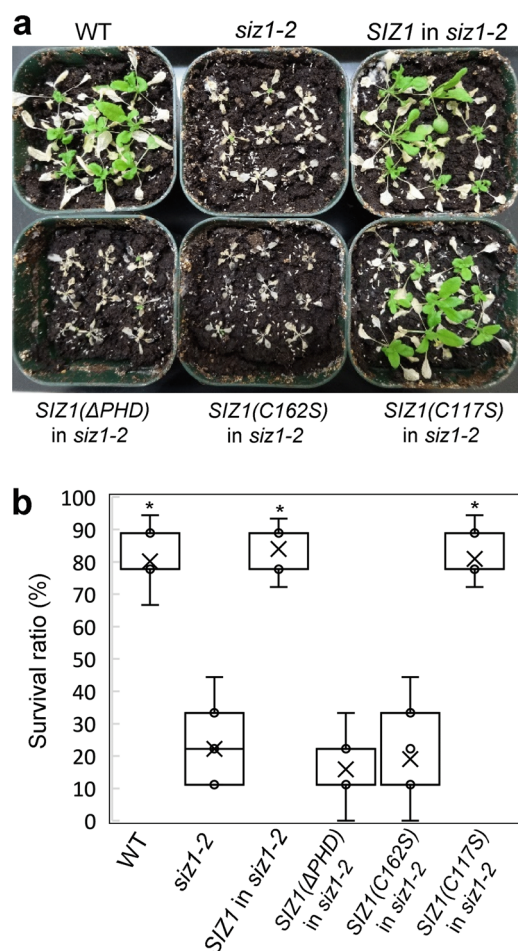 a
WT siz1-2 SIZ1 in siz1-2
SIZ1(ΔPHD) SIZ1(C162S) SIZ1(C117S)
in siz1-2 in siz1-2 in siz1-2
b
Survival ratio (%)
100
90
80
70
60
50
40
30
20
10
0
* * *
WT
siz1-2
SIZ1 in siz1-2
SIZ1(ΔPHD)
in siz1-2
SIZ1(C162S)
in siz1-2
SIZ1(C117S)
in siz1-2